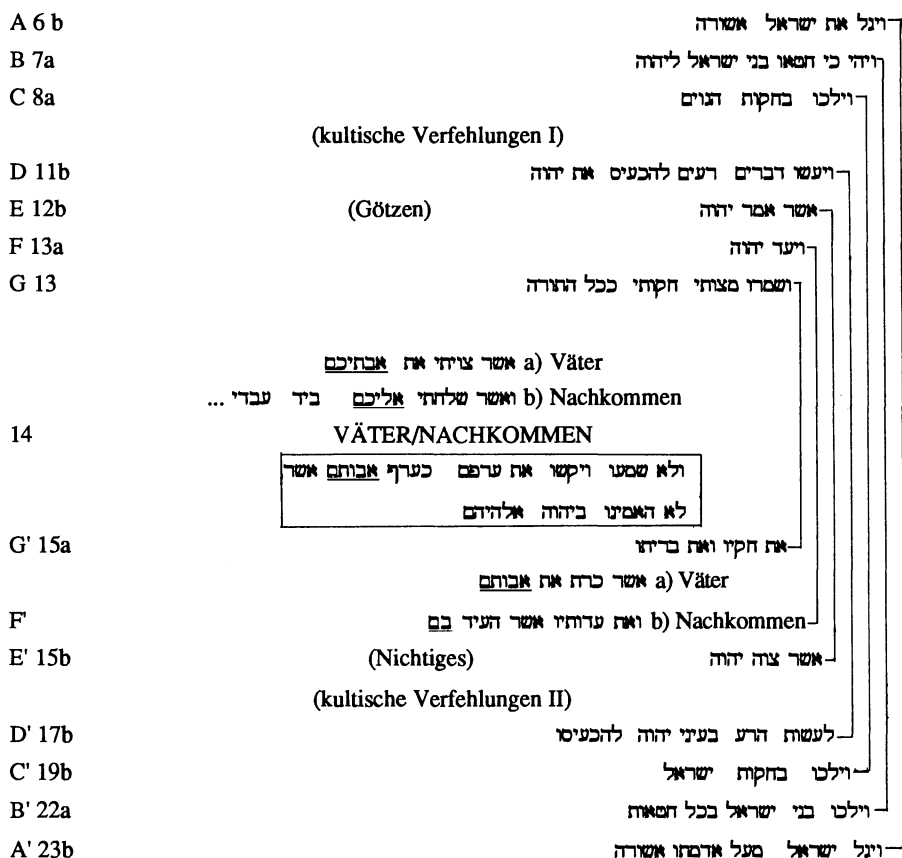 A 6 b ויגל את ישראל אשורה
B 7a ויהי כי חטאו בני ישראל ליהוה
C 8a וילכו בחקות הגוים
(kultische Verfehlungen I)
D 11b ויעשו דברים רעים להכעיס את יהוה
E 12b (Götzen) אשר אמר יהוה
F 13a ויעד יהוה
G 13 ושמרו מצותי חקותי ככל התורה
a) Väter אשר צויתי את אבתיכם
b) Nachkommen ואשר שלחתי אליכם ביד עבדי ...
14 VÄTER/NACHKOMMEN
ולא שמעו ויקשו את ערפם כערף אבותם אשר
לא האמינו ביהוה אלהיהם
G' 15a את חקיו ואת בריתו
a) Väter אשר כרת את אבותם
F' b) Nachkommen ואת עדותיו אשר העיד בם
E' 15b (Nichtiges) אשר צוה יהוה
(kultische Verfehlungen II)
D' 17b לעשות הרע בעיני יהוה להכעיסו
C' 19b וילכו בחקות ישראל
B' 22a וילכו בני ישראל בכל חטאות
A' 23b ויגל ישראל מעל אדמתו אשורה